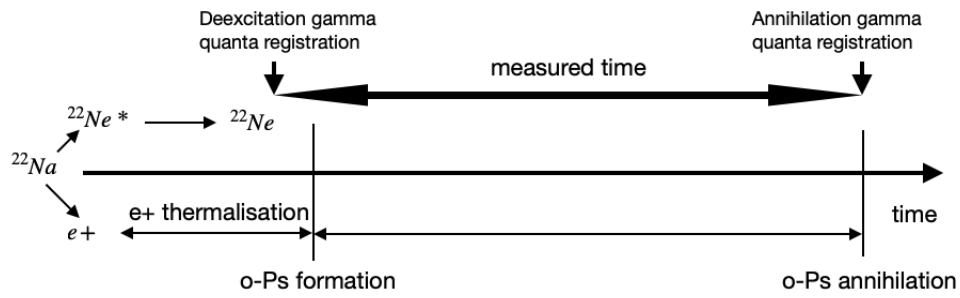 Deexcitation gamma
quanta registration
Annihilation gamma
quanta registration
measured time
²²Ne *
²²Ne
²²Na
e+ thermalisation
time
e+
o-Ps formation
o-Ps annihilation